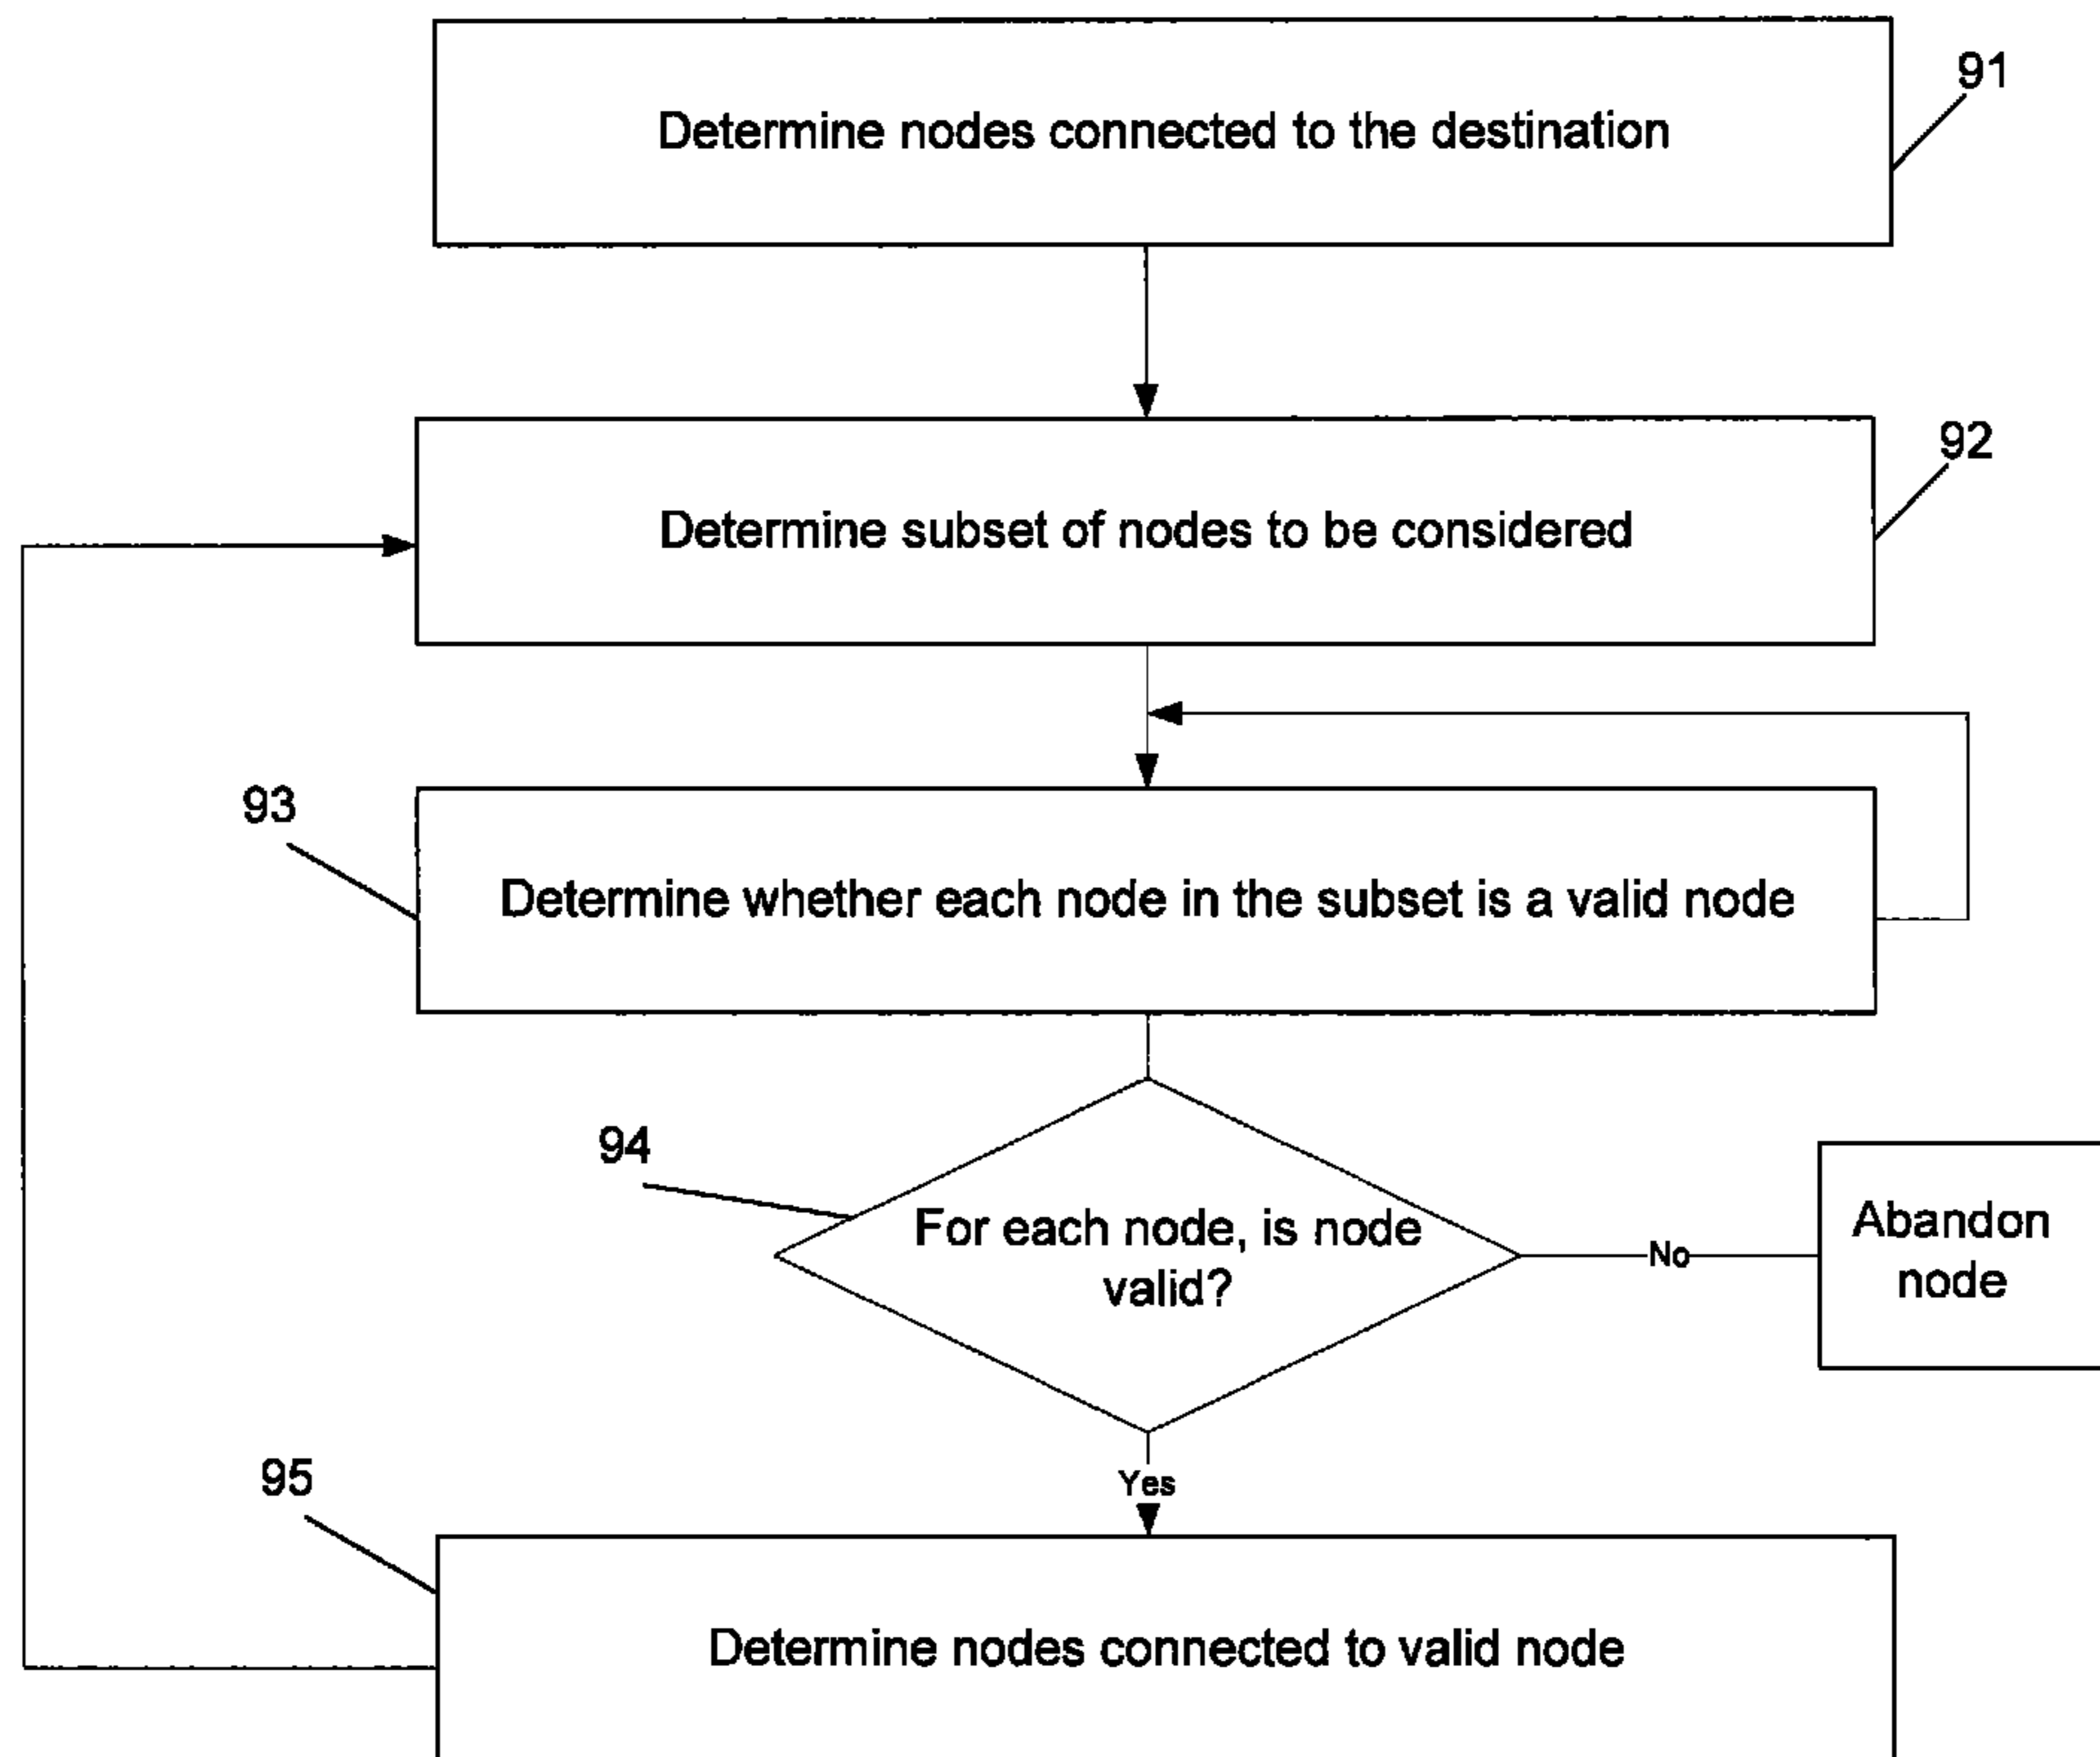 91
Determine nodes connected to the destination
92
Determine subset of nodes to be considered
93
Determine whether each node in the subset is a valid node
94
For each node, is node
valid?
No
Abandon
node
Yes
95
Determine nodes connected to valid node